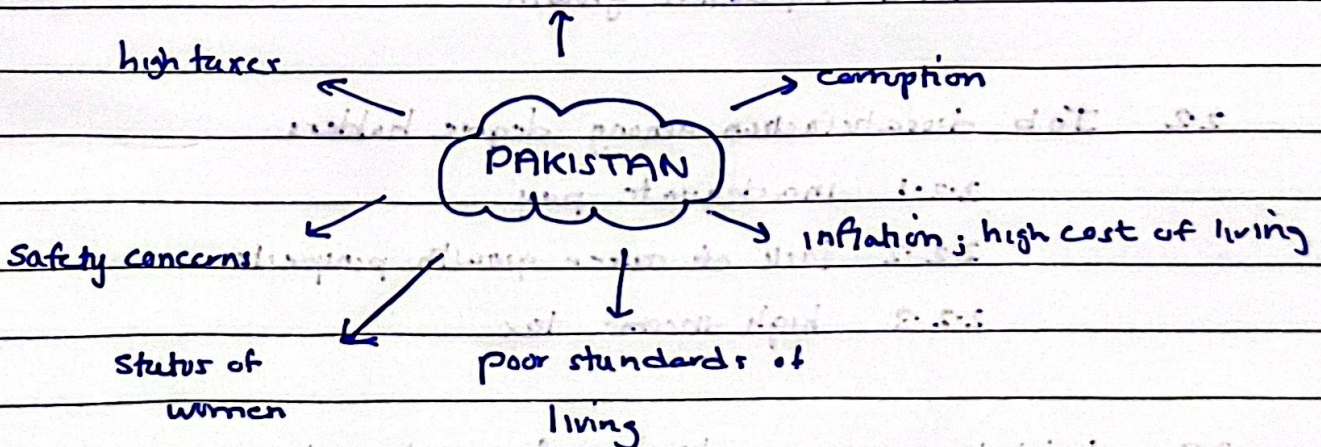 high taxes
corruption
PAKISTAN
inflation; high cost of living
safety concerns
status of
women
poor standards of
living